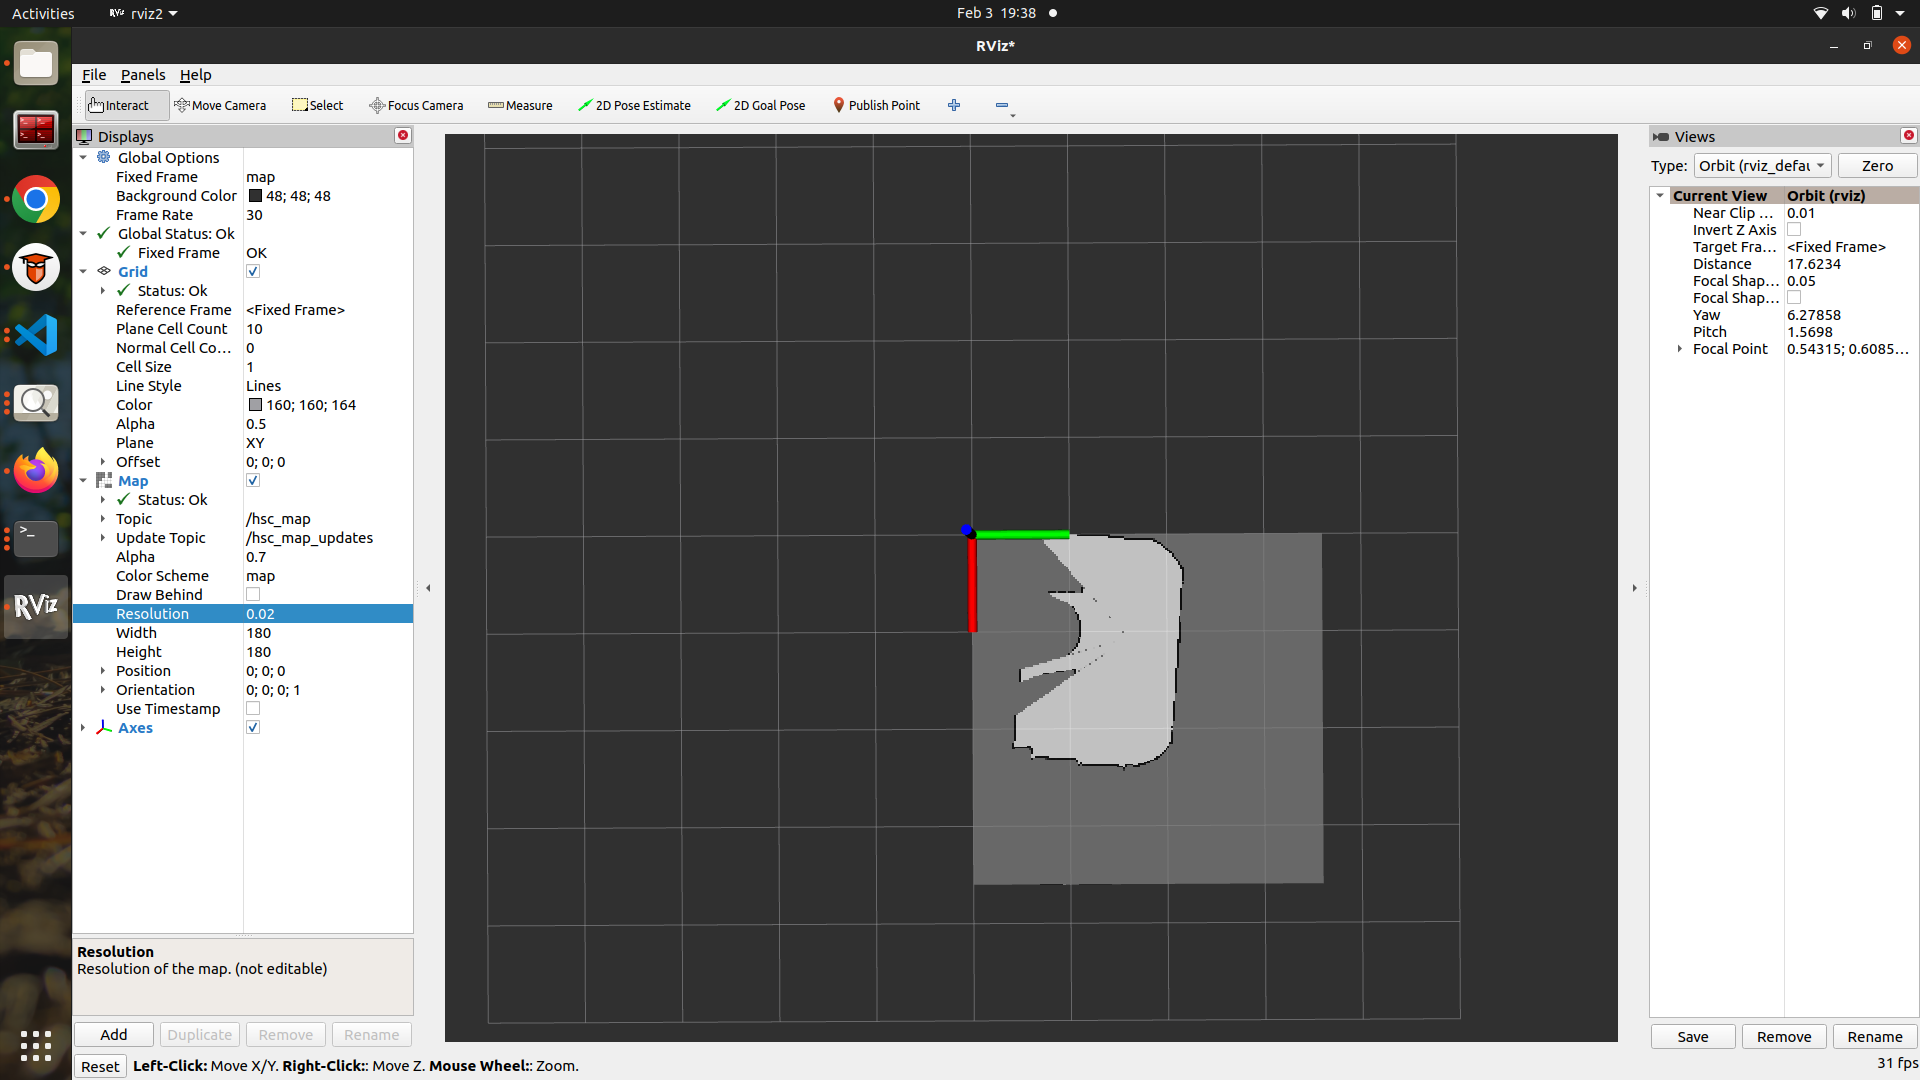 Activities
rviz2
Feb 3 19:38
RViz*
File Panels Help
Interact
Move Camera
Select
Focus Camera
Measure
2D Pose Estimate
2D Goal Pose
Publish Point
Displays
Global Options
Fixed Frame map
Background Color 48; 48; 48
Frame Rate 30
Global Status: Ok
Fixed Frame OK
Grid
Status: Ok
Reference Frame <Fixed Frame>
Plane Cell Count 10
Normal Cell Co... 0
Cell Size 1
Line Style Lines
Color 160; 160; 164
Alpha 0.5
Plane XY
Offset 0; 0; 0
Map
Status: Ok
Topic /hsc_map
Update Topic /hsc_map_updates
Alpha 0.7
Color Scheme map
Draw Behind
Resolution 0.02
Width 180
Height 180
Position 0; 0; 0
Orientation 0; 0; 0; 1
Use Timestamp
Axes
Resolution
Resolution of the map. (not editable)
Add Duplicate Remove Rename
Reset
Left-Click: Move X/Y. Right-Click:: Move Z. Mouse Wheel:: Zoom.
Views
Type: Orbit (rviz_defau Zero
Current View Orbit (rviz)
Near Clip ... 0.01
Invert Z Axis
Target Fra... <Fixed Frame>
Distance 17.6234
Focal Shap... 0.05
Focal Shap...
Yaw 6.27858
Pitch 1.5698
Focal Point 0.54315; 0.6085...
Save Remove Rename
31 fps
RViz